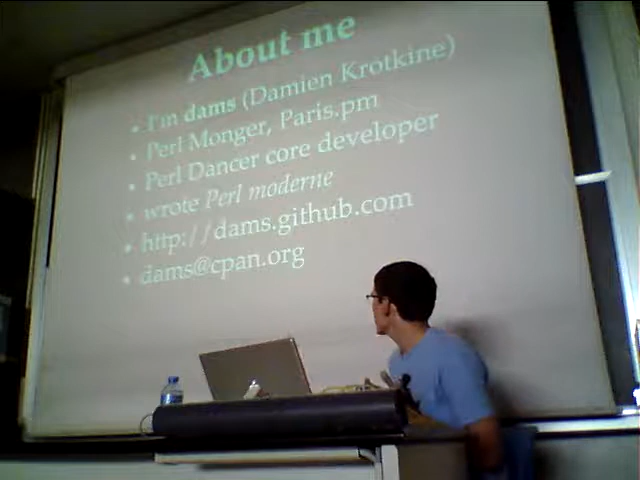 About me
• I'm dams (Damien Krotkine)
• Perl Monger, Paris.pm
• Perl Dancer core developer
• wrote Perl moderne
• http://dams.github.com
• dams@cpan.org